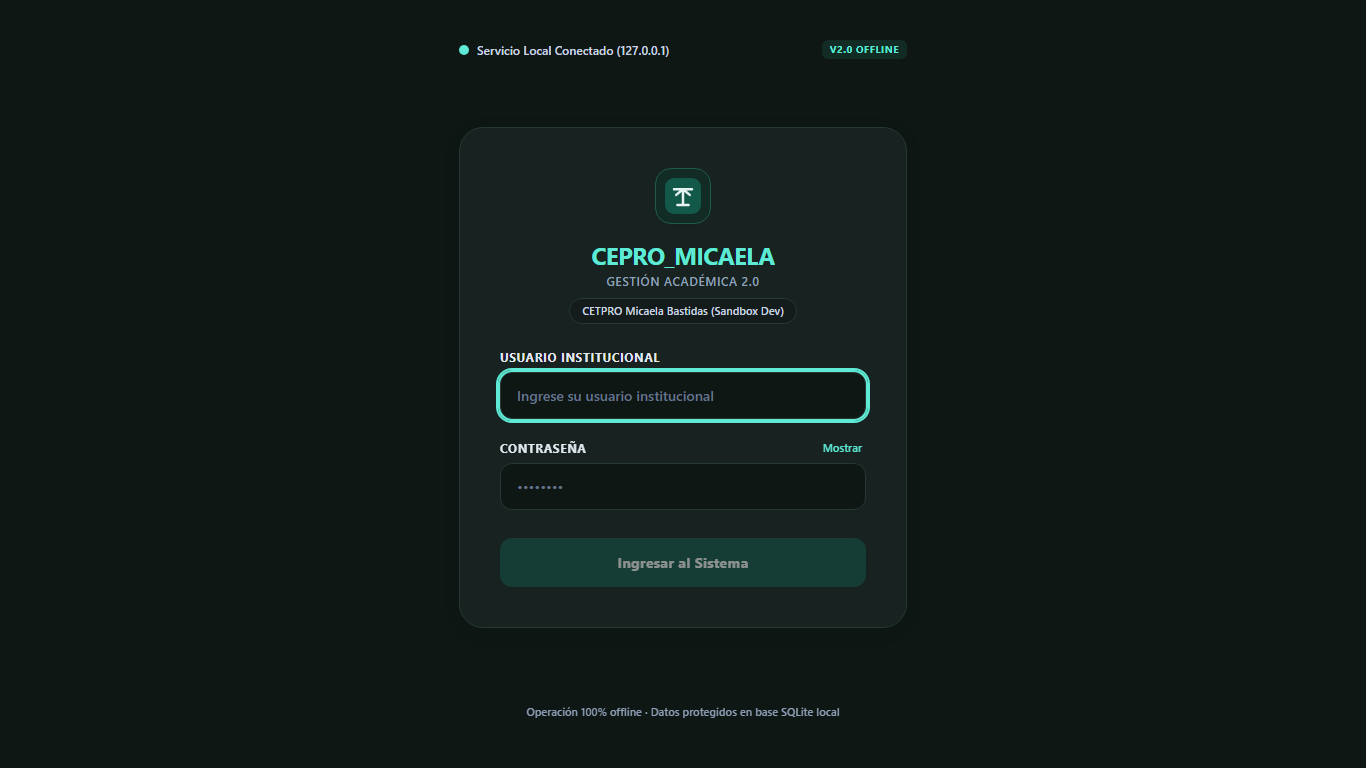 Servicio Local Conectado (127.0.0.1)
V2.0 OFFLINE
CEPRO_MICAELA
GESTIÓN ACADÉMICA 2.0
CETPRO Micaela Bastidas (Sandbox Dev)
USUARIO INSTITUCIONAL
Ingrese su usuario institucional
CONTRASEÑA
Mostrar
••••••••
Ingresar al Sistema
Operación 100% offline · Datos protegidos en base SQLite local